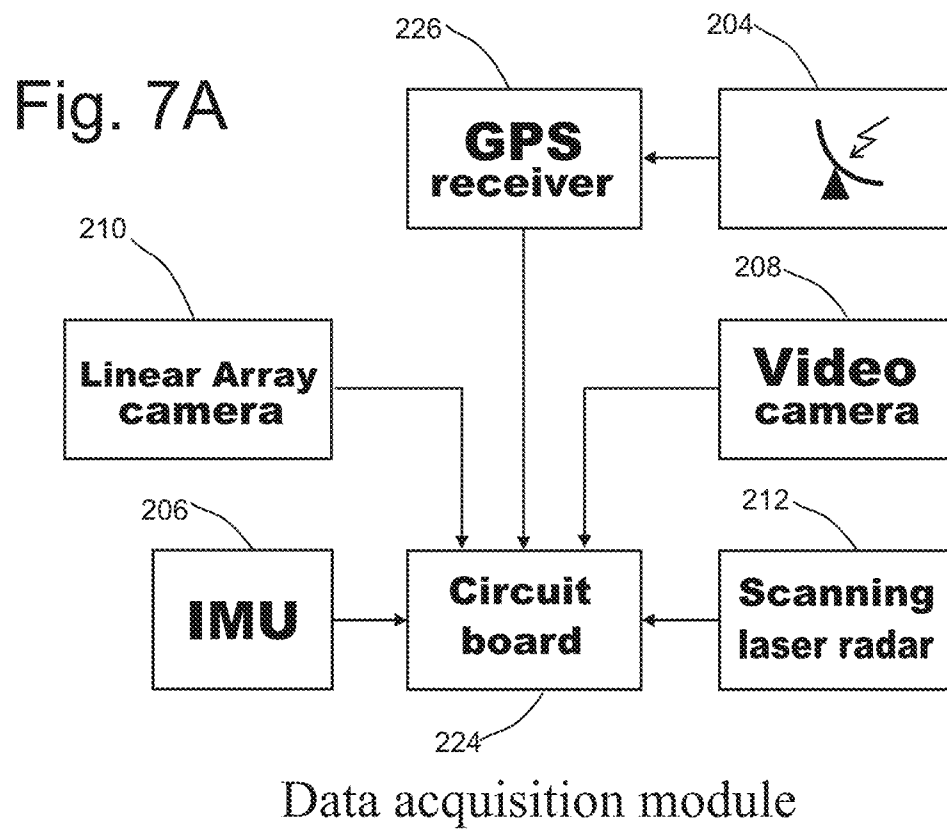 226
204
Fig. 7A
GPS
receiver
210
208
Linear Array
camera
Video
camera
206
212
IMU
Circuit
board
Scanning
laser radar
224
Data acquisition module